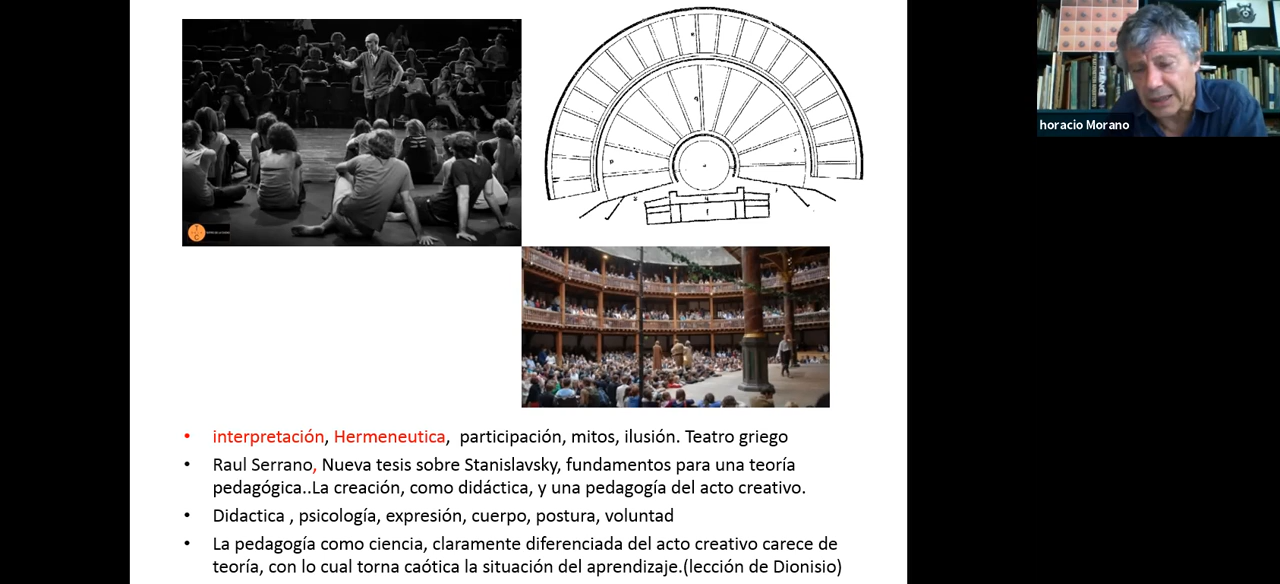 horacio Morano
• interpretación, Hermeneutica, participación, mitos, ilusión. Teatro griego
• Raul Serrano, Nueva tesis sobre Stanislavsky, fundamentos para una teoría
pedagógica..La creación, como didáctica, y una pedagogía del acto creativo.
• Didactica , psicología, expresión, cuerpo, postura, voluntad
• La pedagogía como ciencia, claramente diferenciada del acto creativo carece de
teoría, con lo cual torna caótica la situación del aprendizaje.(lección de Dionisio)